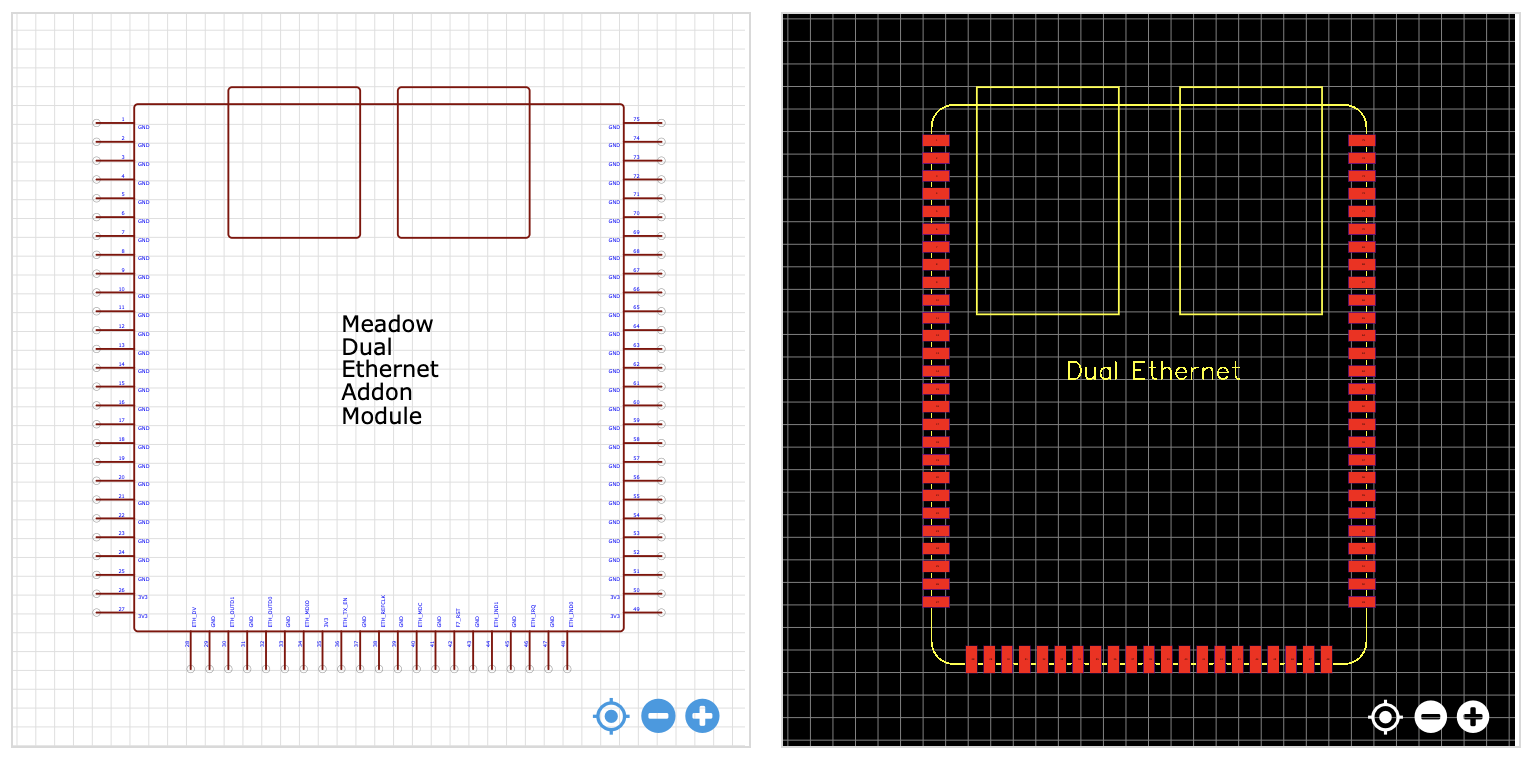 1 GND GND 75
2 GND GND 74
3 GND GND 73
4 GND GND 72
5 GND GND 71
6 GND GND 70
7 GND GND 69
8 GND GND 68
9 GND GND 67
10 GND GND 66
11 GND GND 65
12 GND GND 64
13 GND GND 63
14 GND GND 62
15 GND GND 61
16 GND GND 60
17 GND GND 59
18 GND GND 58
19 GND GND 57
20 GND GND 56
21 GND GND 55
22 GND GND 54
23 GND GND 53
24 GND GND 52
25 GND GND 51
26 3V3 3V3 50
27 3V3 3V3 49
Meadow
Dual
Ethernet
Addon
Module
28 ETH_DV
29 GND
30 ETH_OUTD1
31 GND
32 ETH_OUTD0
33 GND
34 ETH_MDIO
35 3V3
36 ETH_TX_EN
37 GND
38 ETH_REFCLK
39 GND
40 ETH_MDC
41 GND
42 F7_RST
43 GND
44 ETH_IND1
45 GND
46 ETH_IRQ
47 GND
48 ETH_IND0
Dual Ethernet